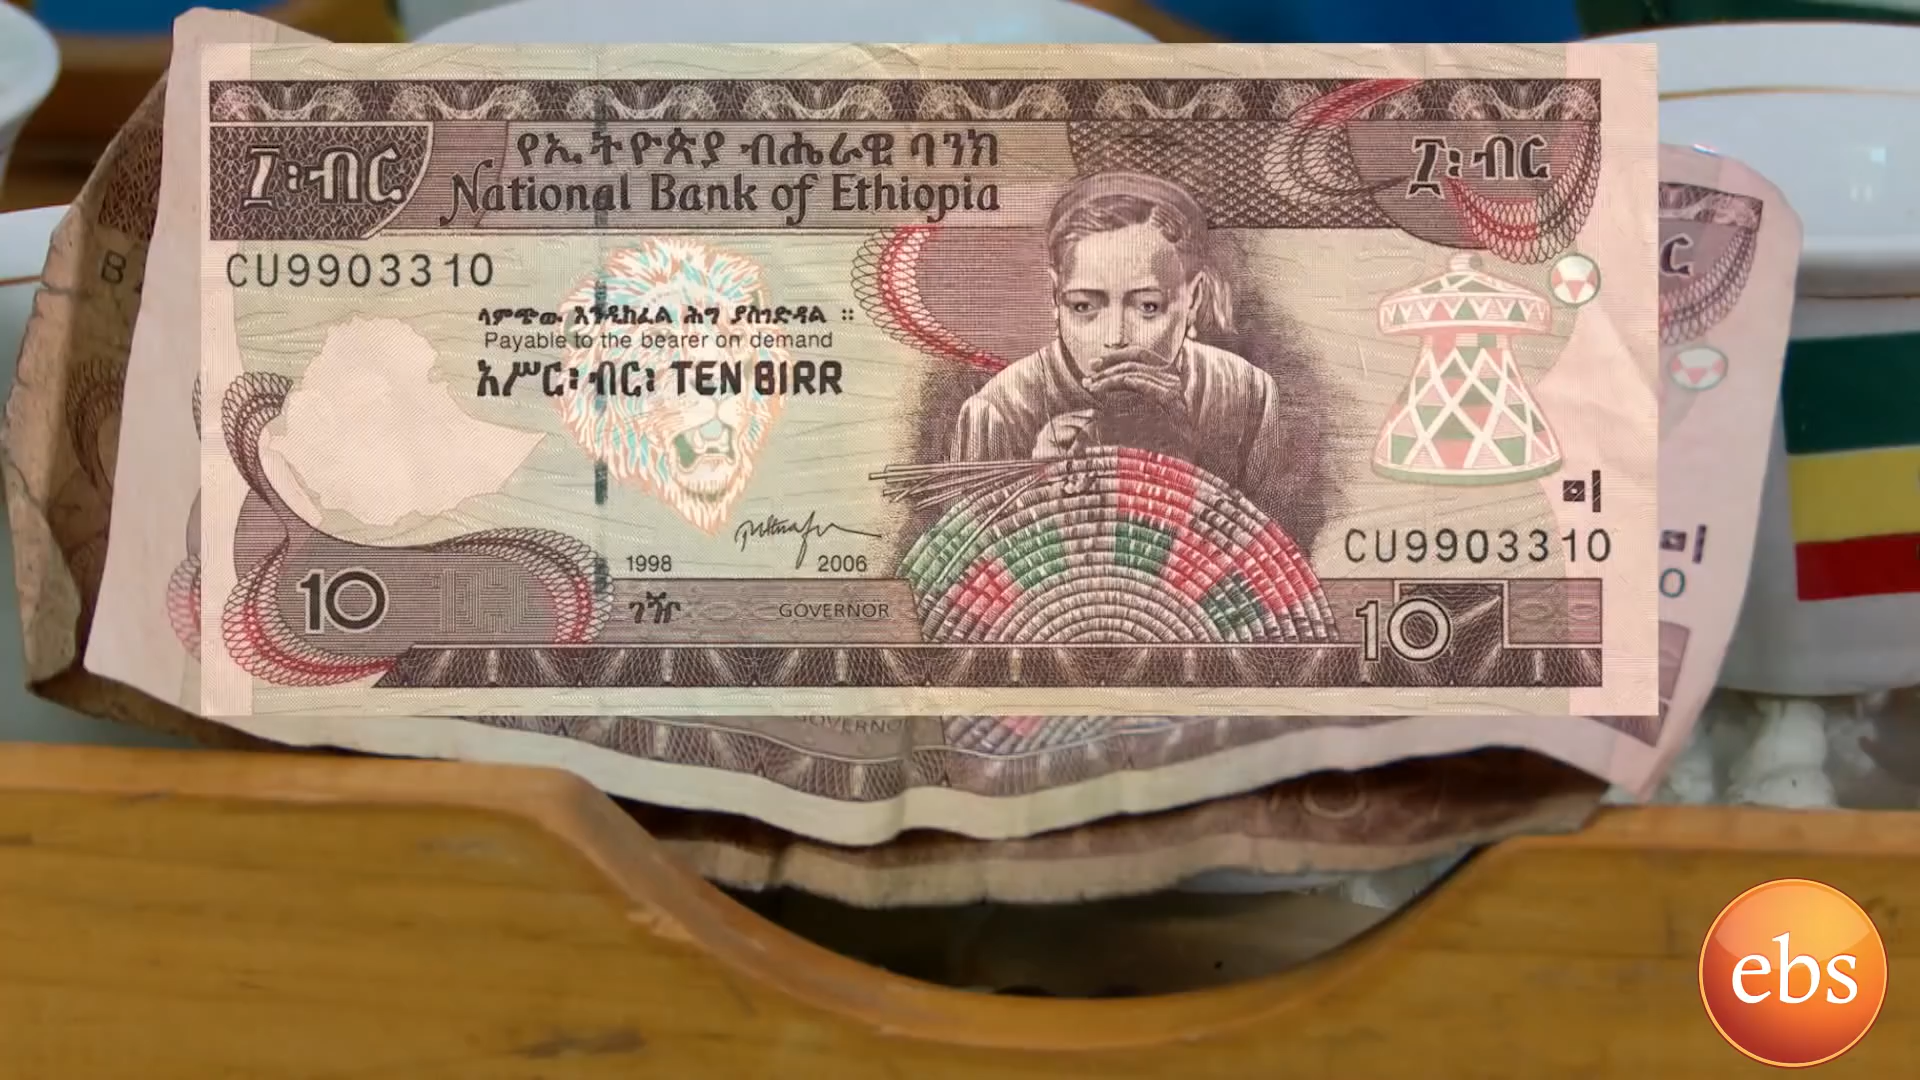 የኢትዮጵያ ብሔራዊ ባንክ
National Bank of Ethiopia
፲፡ብር
፲፡ብር
CU9903310
ላምጭው እንዲከፈል ሕግ ያስገድዳል ።
Payable to the bearer on demand
አሥር፡ ብር፡ TEN BIRR
1998
2006
ገዥ
GOVERNOR
CU9903310
10
10
GOVERNO
ebs